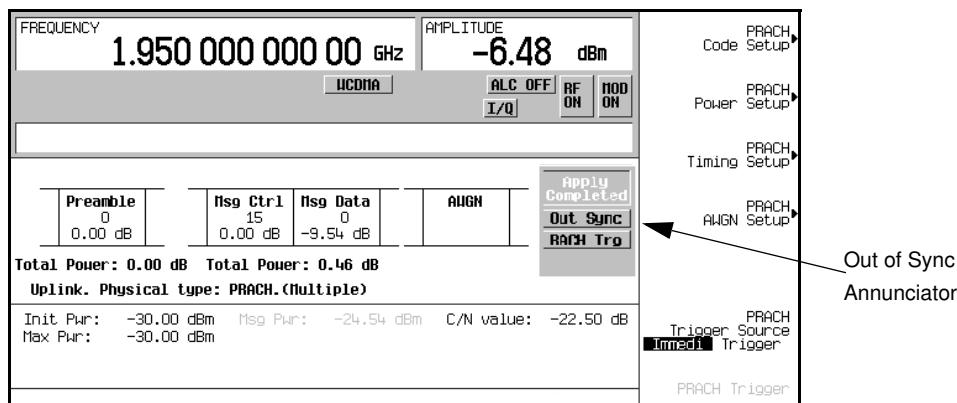 FREQUENCY
1.950 000 000 00 GHz
AMPLITUDE
-6.48 dBm
WCDMA
ALC OFF
I/Q
RF ON
MOD ON
Preamble
0
0.00 dB
Msg Ctrl
15
0.00 dB
Msg Data
0
-9.54 dB
AWGN
Apply Completed
Out Sync
RACH Trg
Total Power: 0.00 dB Total Power: 0.46 dB
Uplink. Physical type: PRACH.(Multiple)
Init Pwr: -30.00 dBm Msg Pwr: -24.54 dBm C/N value: -22.50 dB
Max Pwr: -30.00 dBm
PRACH
Code Setup
PRACH
Power Setup
PRACH
Timing Setup
PRACH
AWGN Setup
PRACH
Trigger Source
Immedi Trigger
PRACH Trigger
Out of Sync
Annunciator